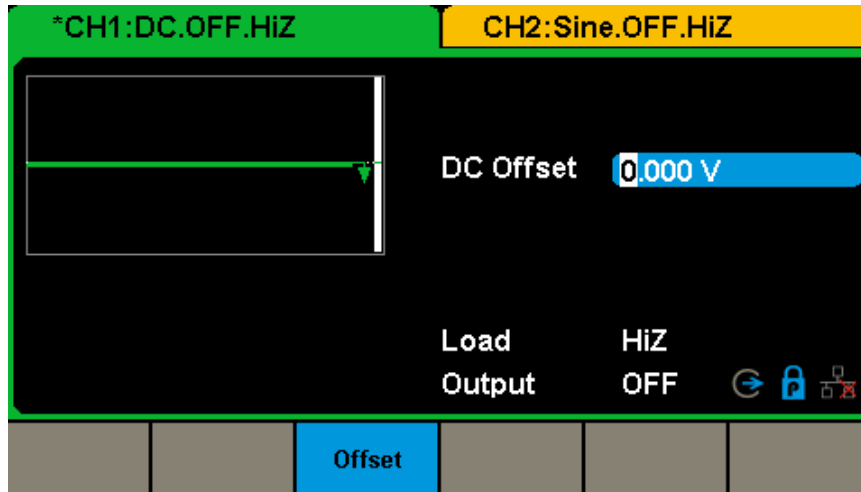 *CH1:DC.OFF.HiZ
CH2:Sine.OFF.HiZ
DC Offset 0.000 V
Load HiZ
Output OFF
Offset